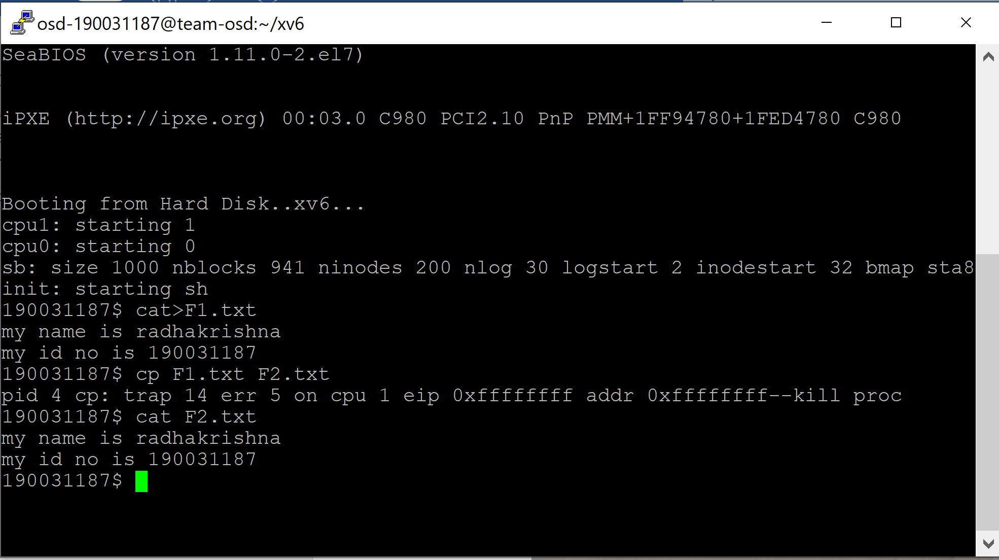 osd-190031187@team-osd:~/xv6
SeaBIOS (version 1.11.0-2.el7)
iPXE (http://ipxe.org) 00:03.0 C980 PCI2.10 PnP PMM+1FF94780+1FED4780 C980
Booting from Hard Disk..xv6...
cpu1: starting 1
cpu0: starting 0
sb: size 1000 nblocks 941 ninodes 200 nlog 30 logstart 2 inodestart 32 bmap sta8
init: starting sh
190031187$ cat>F1.txt
my name is radhakrishna
my id no is 190031187
190031187$ cp F1.txt F2.txt
pid 4 cp: trap 14 err 5 on cpu 1 eip 0xffffffff addr 0xffffffff--kill proc
190031187$ cat F2.txt
my name is radhakrishna
my id no is 190031187
190031187$